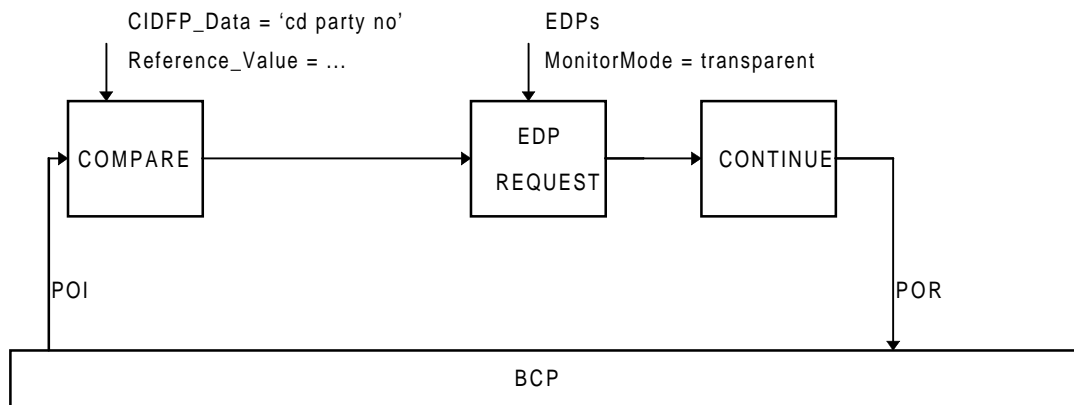 CIDFP_Data = ‘cd party no’
Reference_Value = ...
EDPs
MonitorMode = transparent
COMPARE
EDP
REQUEST
CONTINUE
POI
POR
BCP